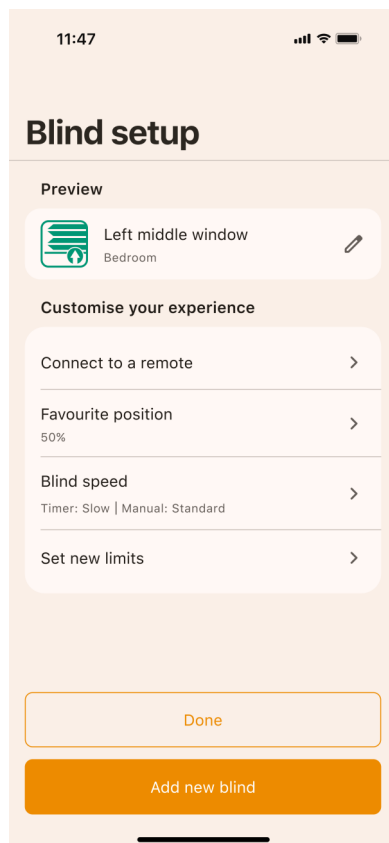 11:47
Blind setup
Preview
Left middle window
Bedroom
Customise your experience
Connect to a remote
Favourite position
50%
Blind speed
Timer: Slow | Manual: Standard
Set new limits
Done
Add new blind